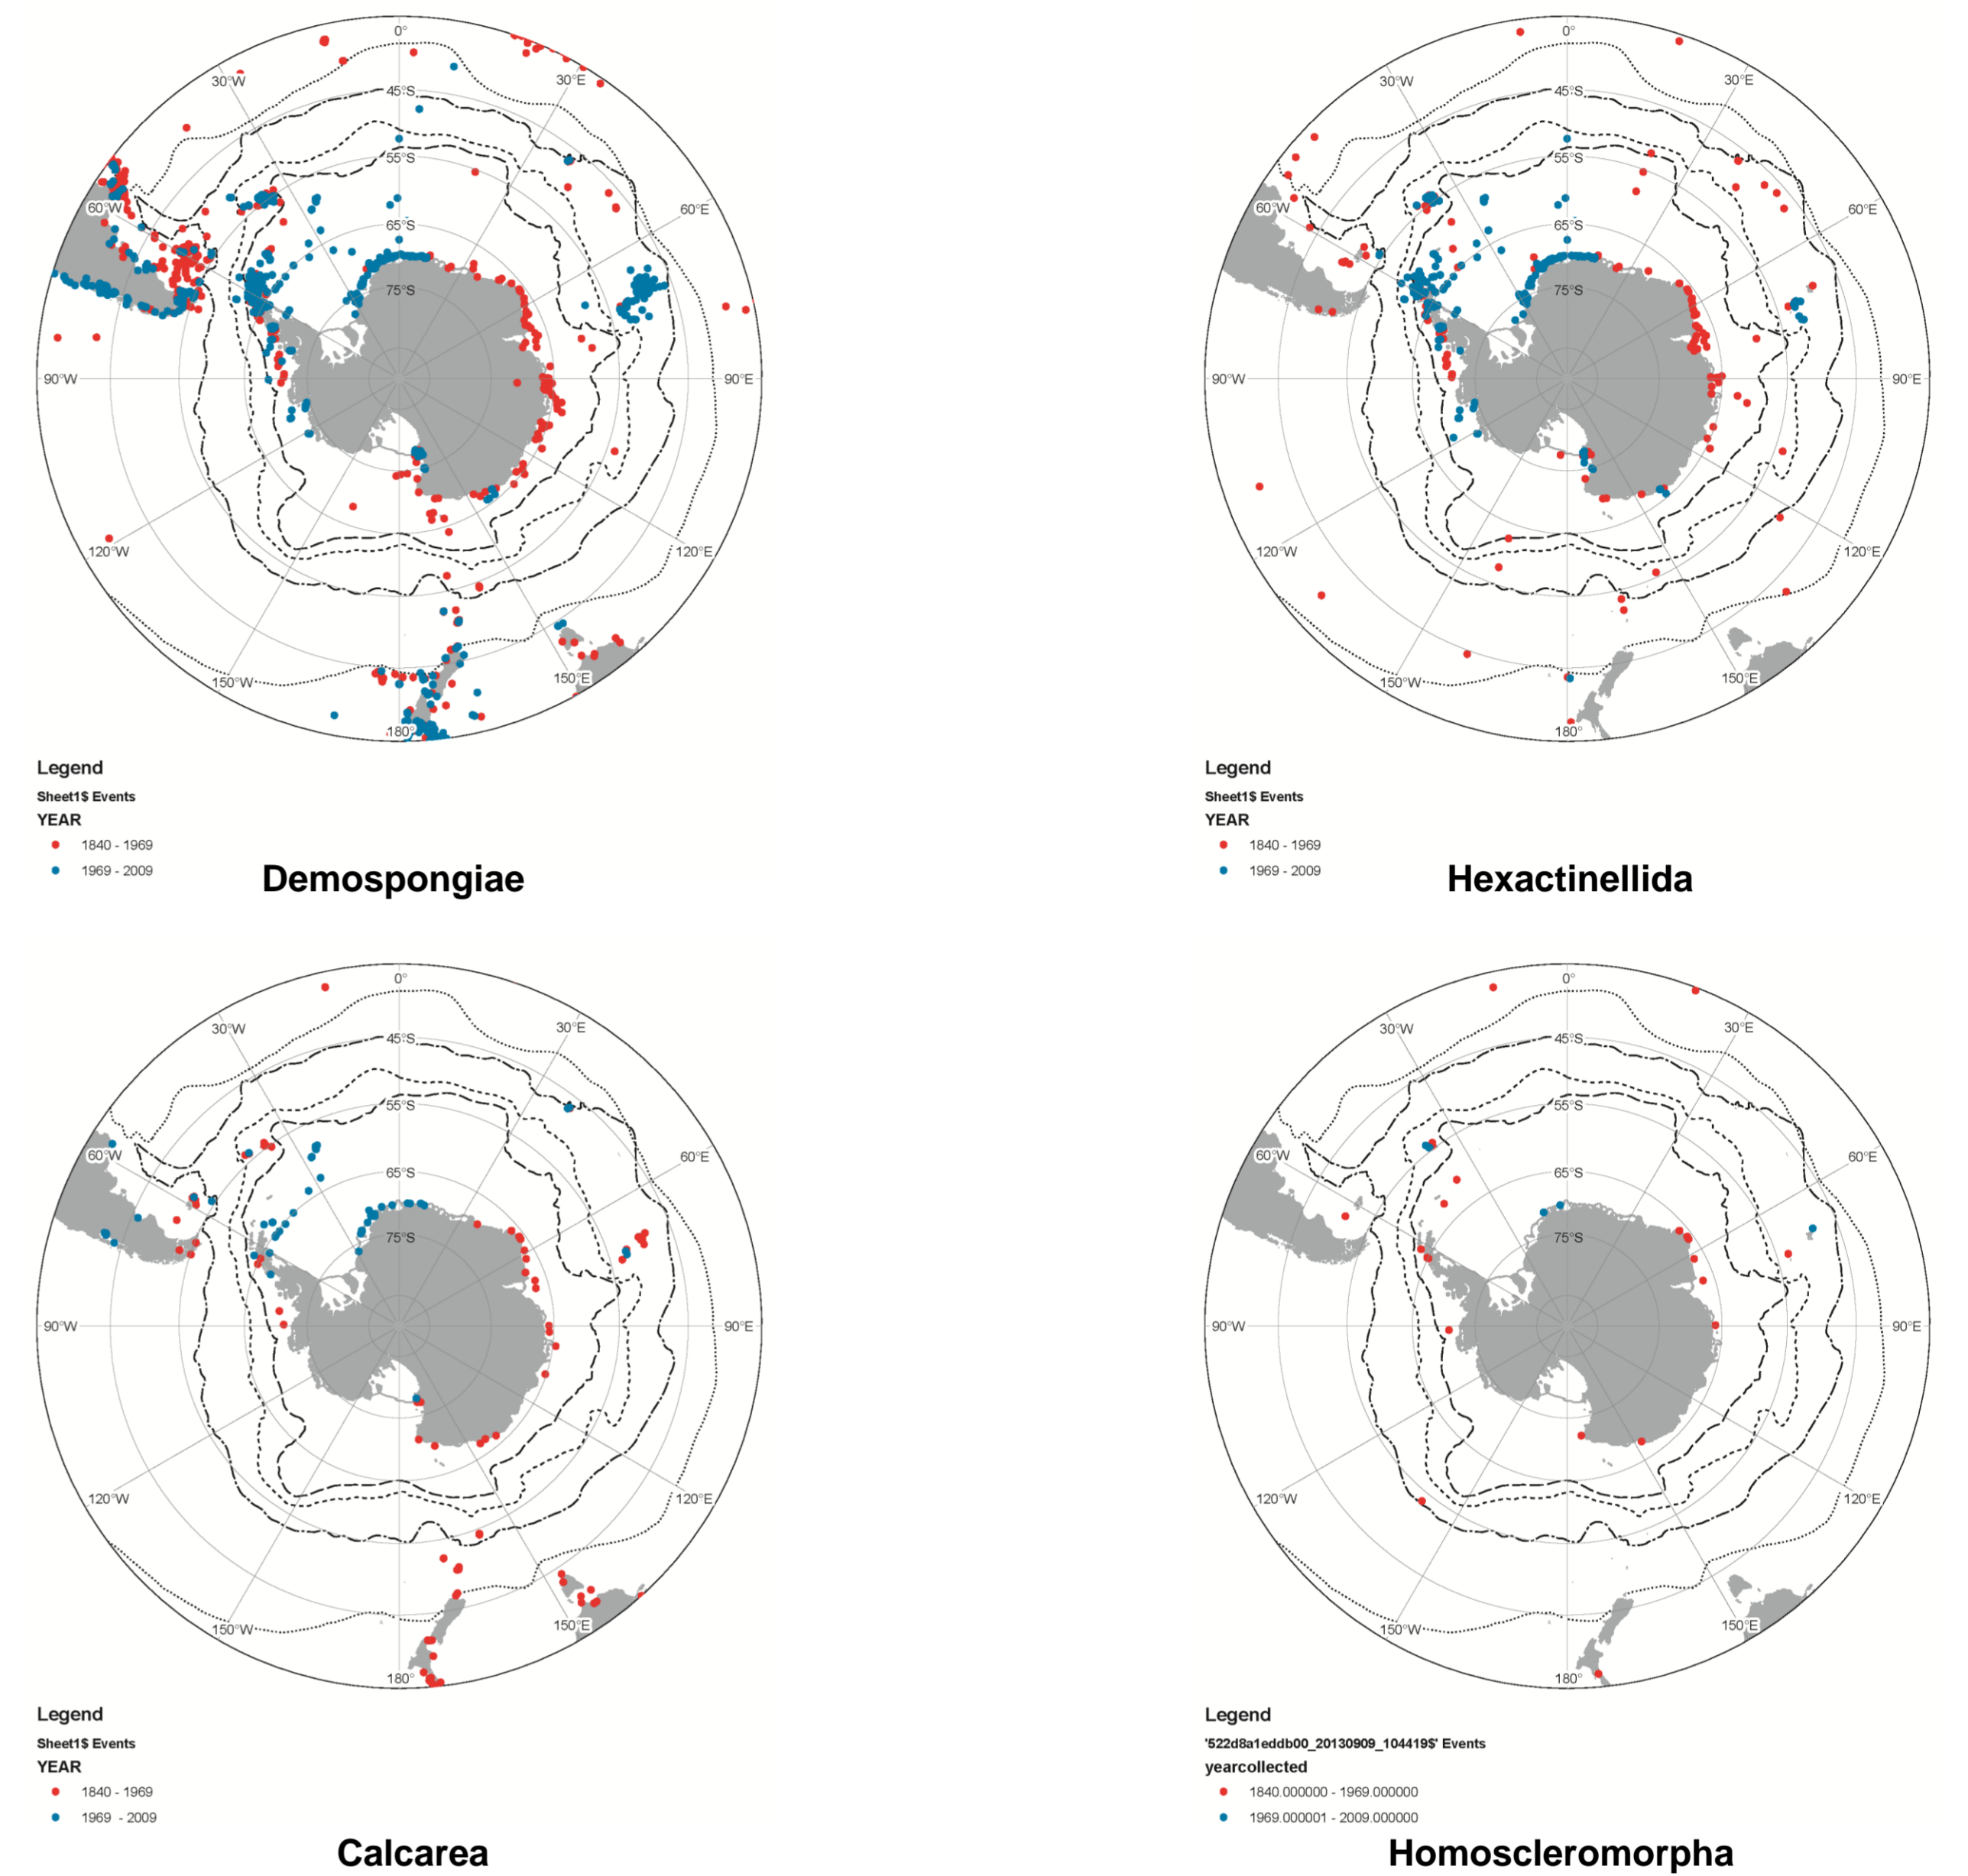 0°
30°W
30°E
45°S
55°S
60°W
60°E
65°S
75°S
90°W
90°E
120°W
120°E
150°W
150°E
180°
Legend
Sheet1$ Events
YEAR
1840 - 1969
1969 - 2009
Demospongiae
0°
30°W
30°E
45°S
55°S
60°W
60°E
65°S
75°S
90°W
90°E
120°W
120°E
150°W
150°E
180°
Legend
Sheet1$ Events
YEAR
1840 - 1969
1969 - 2009
Hexactinellida
0°
30°W
30°E
45°S
55°S
60°W
60°E
65°S
75°S
90°W
90°E
120°W
120°E
150°W
150°E
180°
Legend
Sheet1$ Events
YEAR
1840 - 1969
1969 - 2009
Calcarea
0°
30°W
30°E
45°S
55°S
60°W
60°E
65°S
75°S
90°W
90°E
120°W
120°E
150°W
150°E
180°
Legend
'522d8a1eddb00_20130909_104419$' Events
yearcollected
1840.000000 - 1969.000000
1969.000001 - 2009.000000
Homoscleromorpha